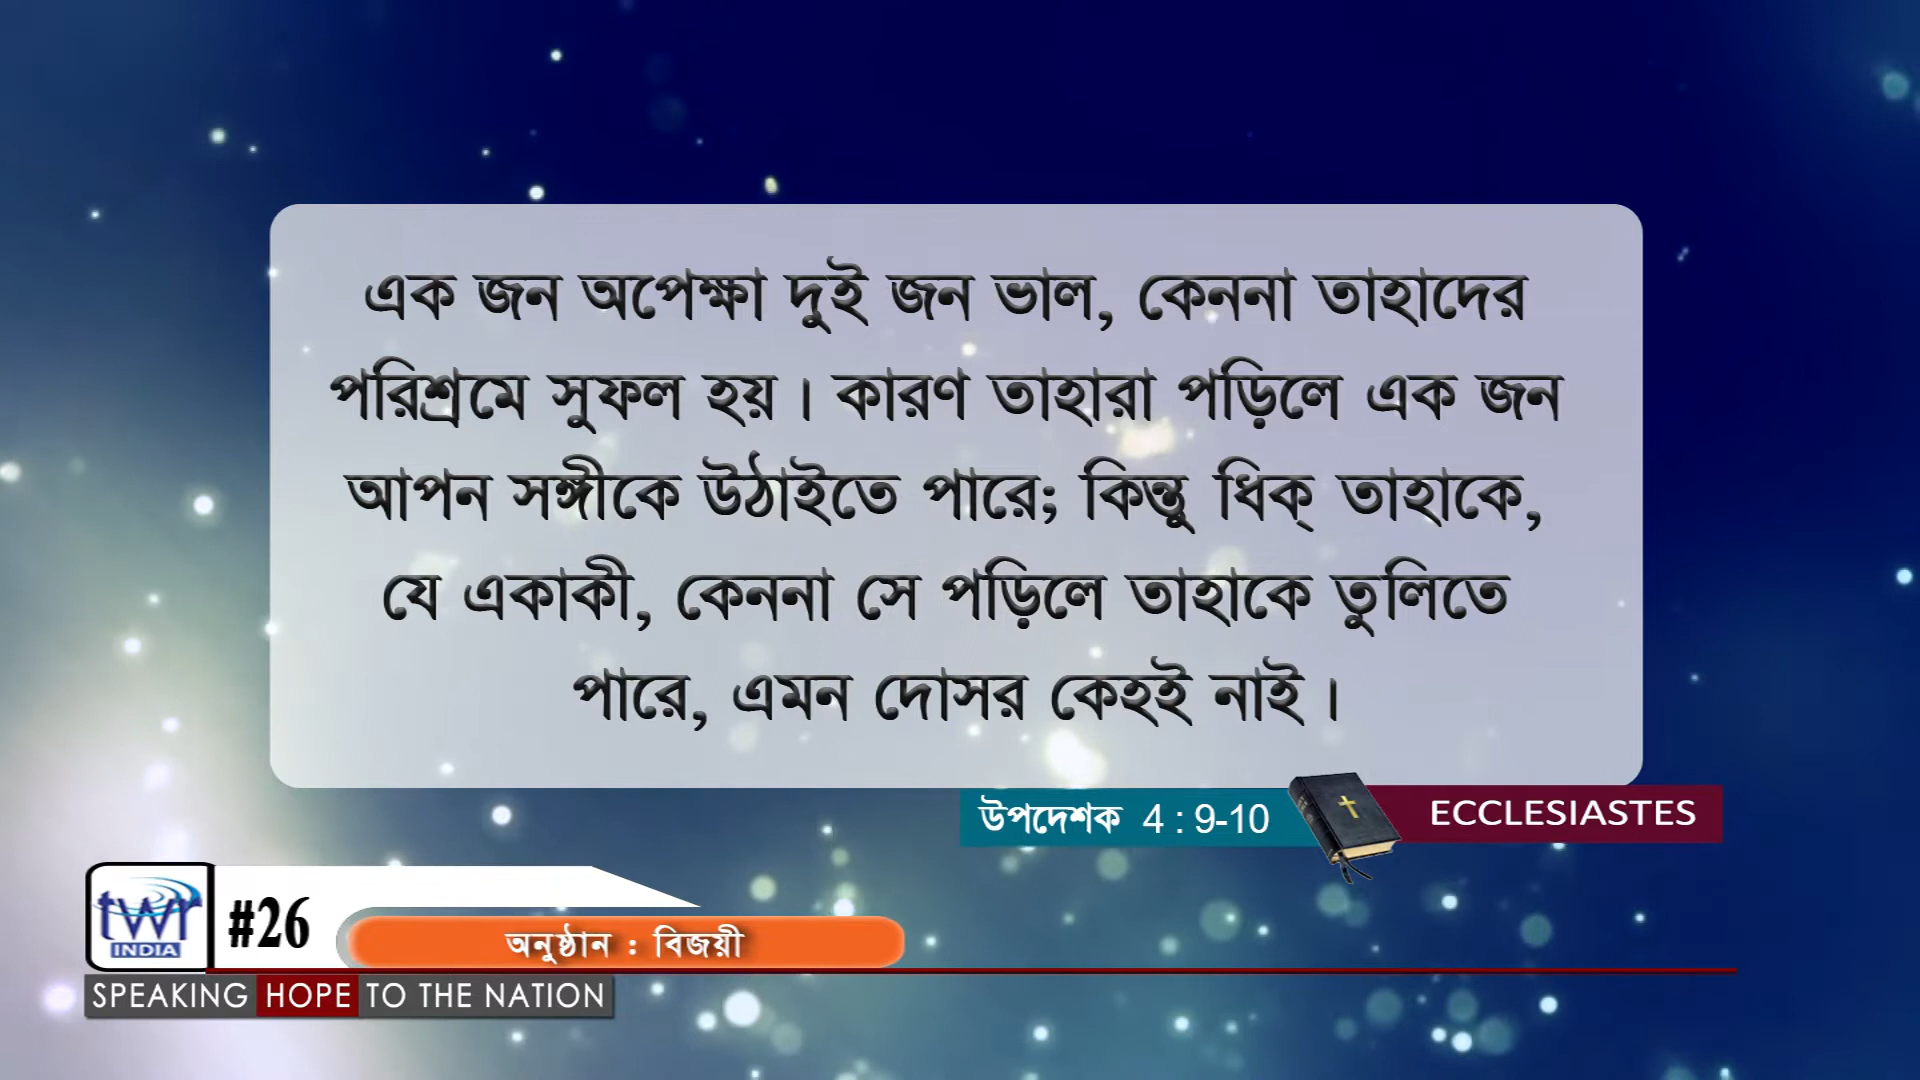 এক জন অপেক্ষা দুই জন ভাল, কেননা তাহাদের
পরিশ্রমে সুফল হয়। কারণ তাহারা পড়িলে এক জন
আপন সঙ্গীকে উঠাইতে পারে; কিন্তু ধিক্ তাহাকে,
যে একাকী, কেননা সে পড়িলে তাহাকে তুলিতে
পারে, এমন দোসর কেহই নাই।
উপদেশক 4 : 9-10
ECCLESIASTES
twr
INDIA
#26
অনুষ্ঠান : বিজয়ী
SPEAKING HOPE TO THE NATION